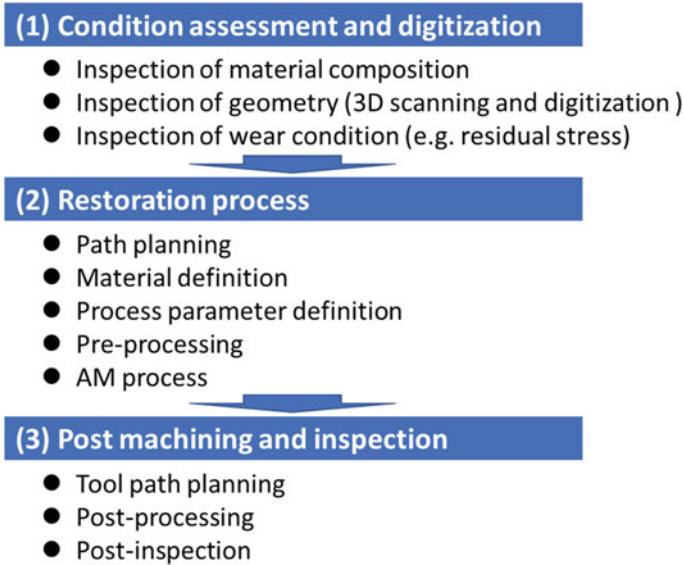 (1) Condition assessment and digitization
● Inspection of material composition
● Inspection of geometry (3D scanning and digitization )
● Inspection of wear condition (e.g. residual stress)
(2) Restoration process
● Path planning
● Material definition
● Process parameter definition
● Pre-processing
● AM process
(3) Post machining and inspection
● Tool path planning
● Post-processing
● Post-inspection